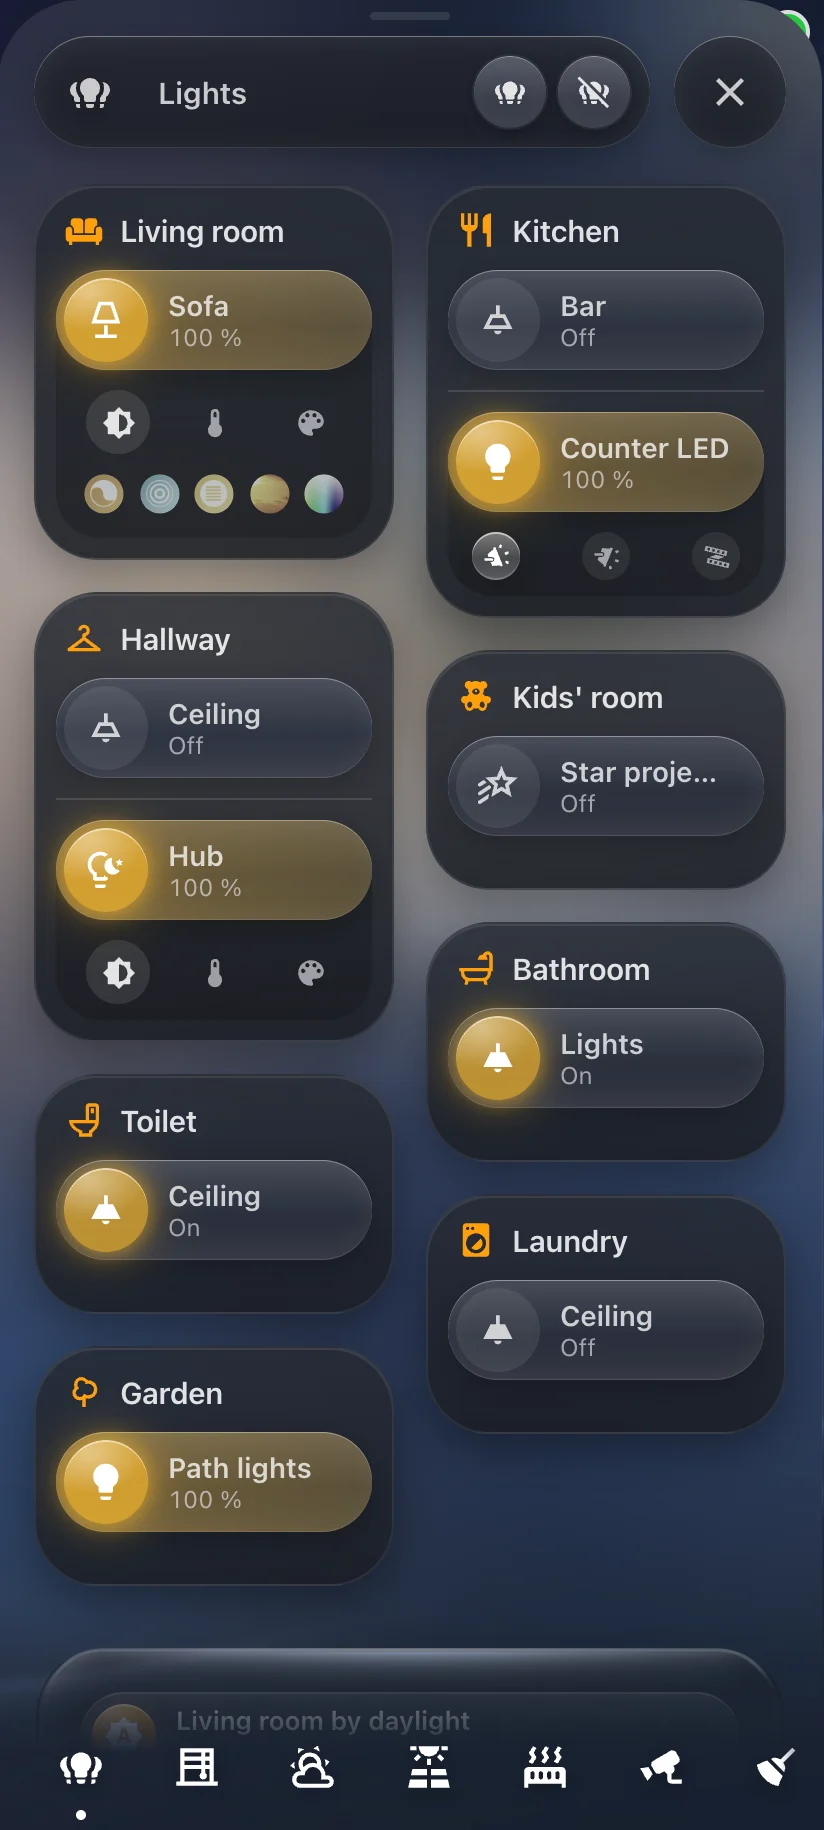 Lights
Living room
Sofa
100 %
Kitchen
Bar
Off
Counter LED
100 %
Hallway
Ceiling
Off
Hub
100 %
Kids' room
Star proje...
Off
Bathroom
Lights
On
Toilet
Ceiling
On
Laundry
Ceiling
Off
Garden
Path lights
100 %
A
Living room by daylight